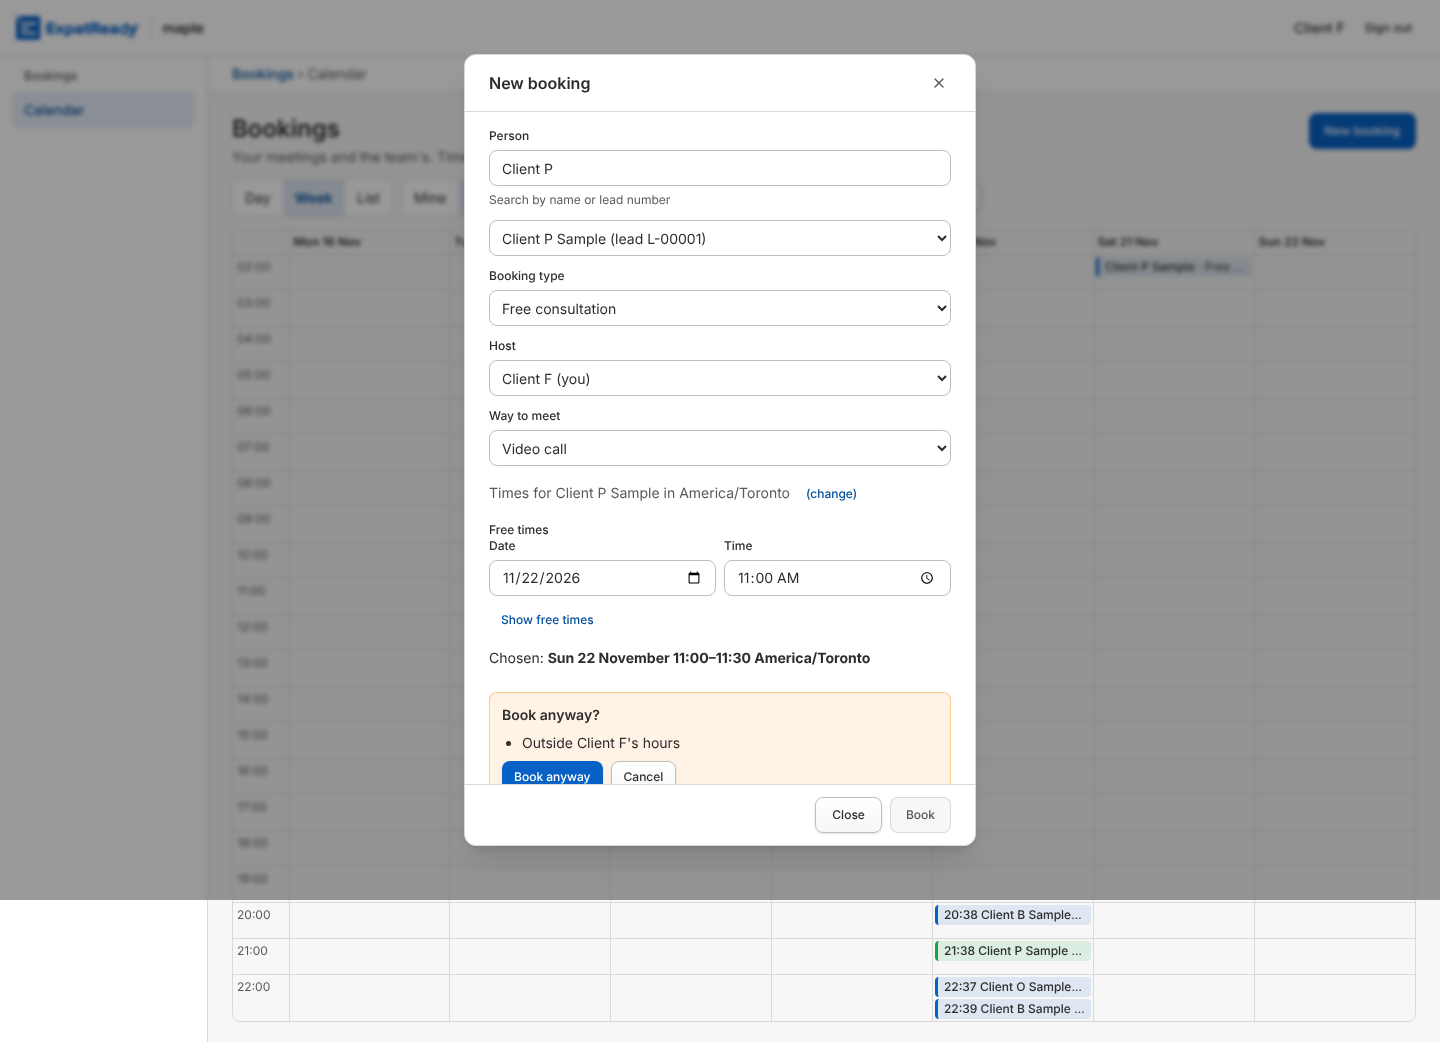 ExpatReady
maple
Client F
Sign out
Bookings
Calendar
Bookings › Calendar
Bookings
Your meetings and the team's. Time
New booking
Day
Week
List
Mine
Mon 16 Nov
Nov
Sat 21 Nov
Sun 22 Nov
02:00
Client P Sample · Free ...
03:00
04:00
05:00
06:00
07:00
08:00
09:00
10:00
11:00
12:00
13:00
14:00
15:00
16:00
17:00
18:00
19:00
20:00
20:38 Client B Sample...
21:00
21:38 Client P Sample ...
22:00
22:37 Client O Sample...
22:39 Client B Sample ...
New booking
Person
Client P
Search by name or lead number
Client P Sample (lead L-00001)
Booking type
Free consultation
Host
Client F (you)
Way to meet
Video call
Times for Client P Sample in America/Toronto (change)
Free times
Date
Time
11/22/2026
11:00 AM
Show free times
Chosen: Sun 22 November 11:00–11:30 America/Toronto
Book anyway?
Outside Client F's hours
Book anyway
Cancel
Close
Book